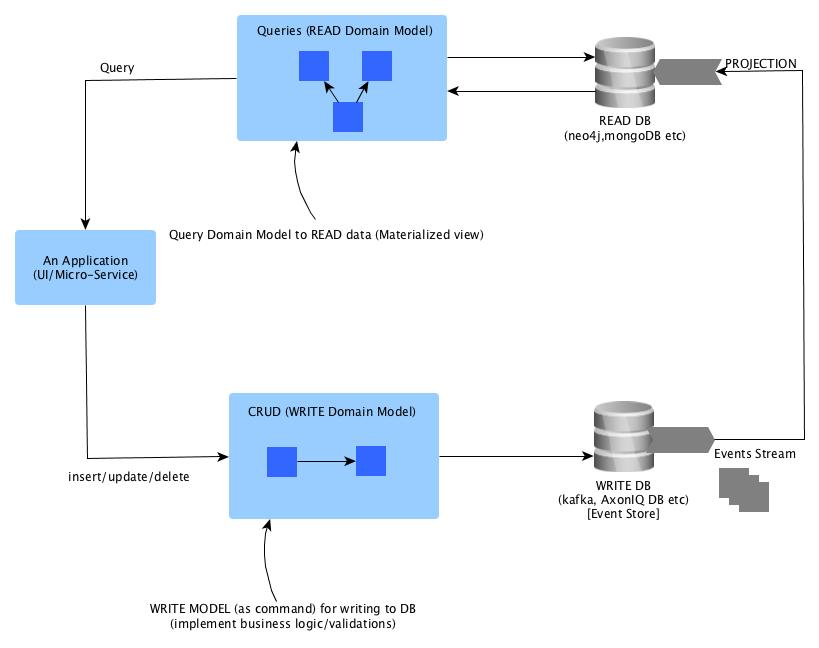 Queries (READ Domain Model)
Query
PROJECTION
READ DB
(neo4j,mongoDB etc)
Query Domain Model to READ data (Materialized view)
An Application
(UI/Micro-Service)
CRUD (WRITE Domain Model)
insert/update/delete
Events Stream
WRITE DB
(kafka, AxonIQ DB etc)
[Event Store]
WRITE MODEL (as command) for writing to DB
(implement business logic/validations)